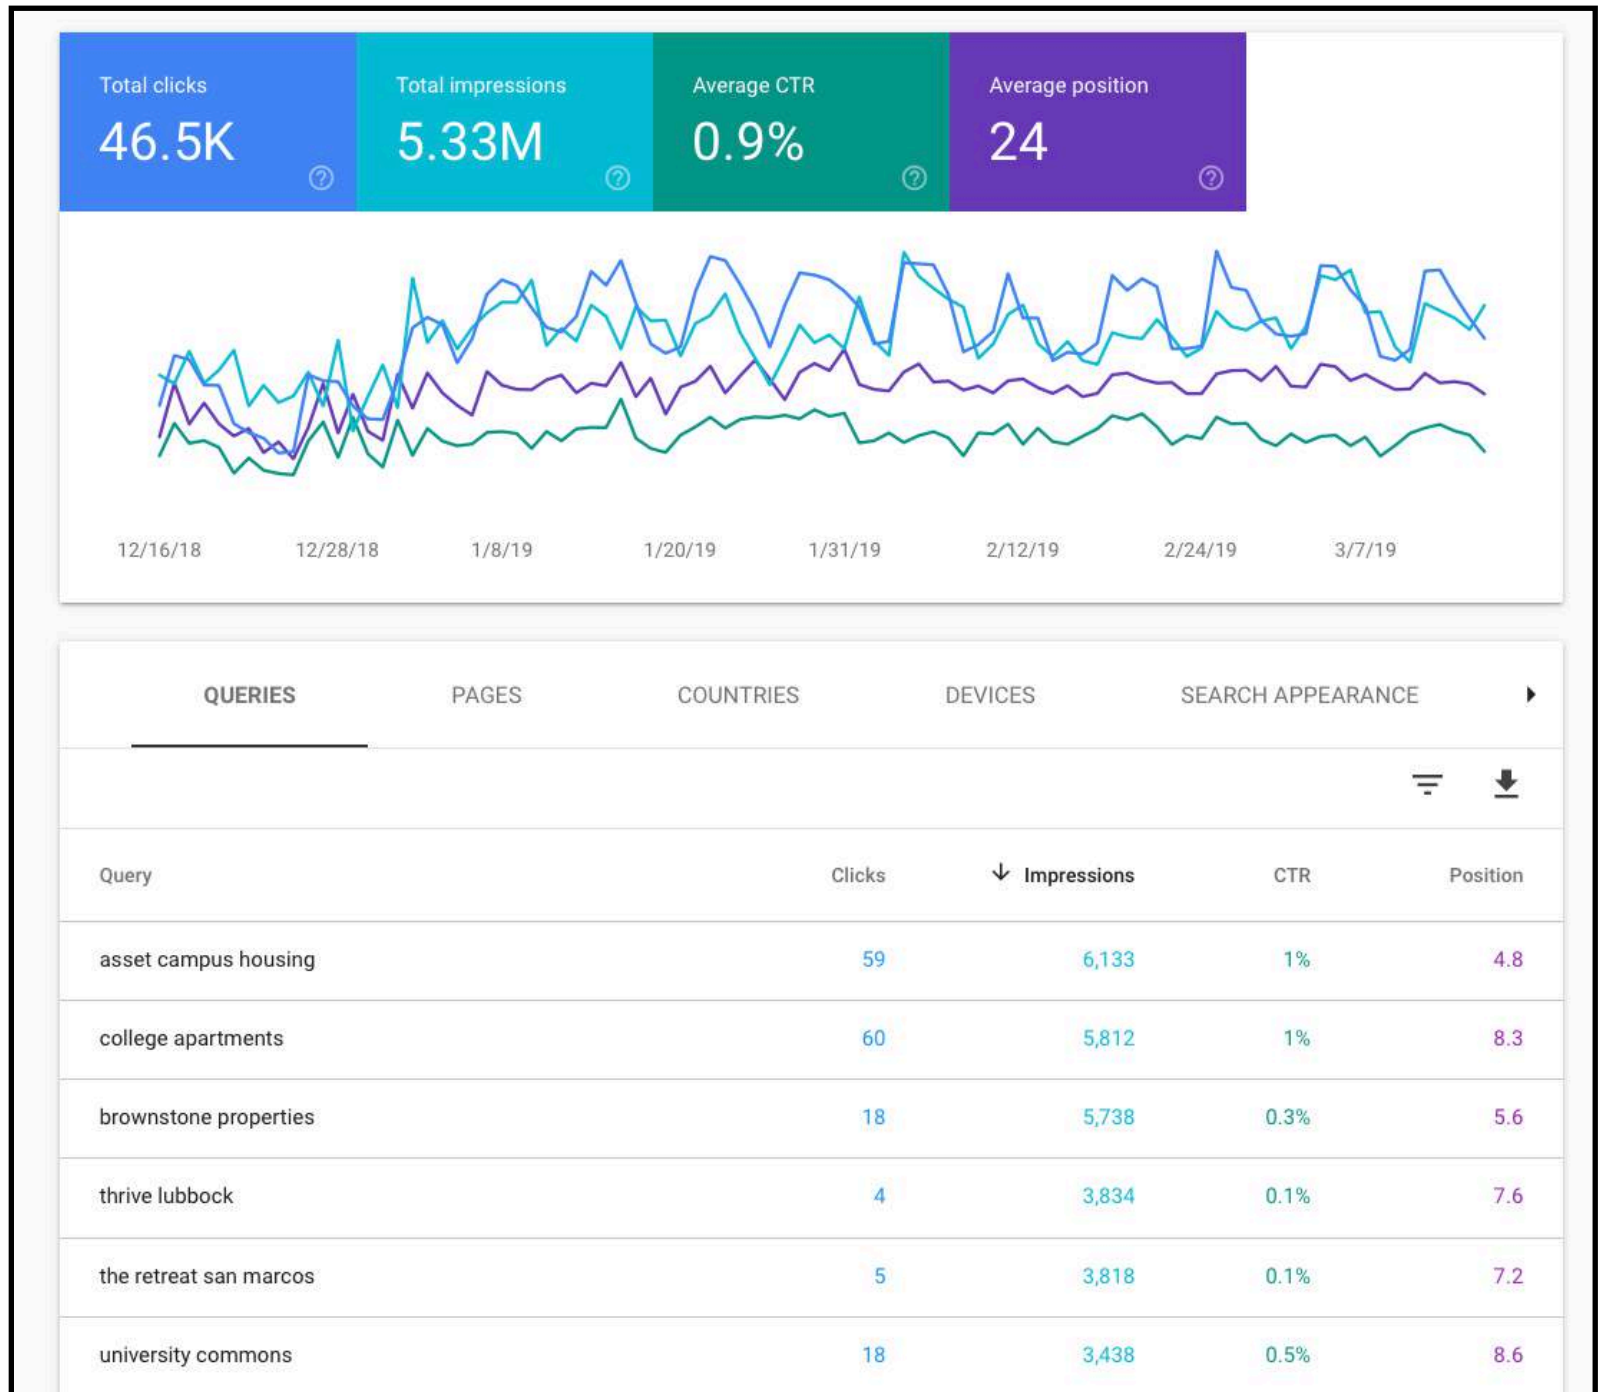 Total clicks Total impressions Average CTR Average position
46.5K 5.33M 0.9% 24
12/16/18 12/28/18 1/8/19 1/20/19 1/31/19 2/12/19 2/24/19 3/7/19
QUERIES PAGES COUNTRIES DEVICES SEARCH APPEARANCE
Query Clicks Impressions CTR Position
asset campus housing 59 6,133 1% 4.8
college apartments 60 5,812 1% 8.3
brownstone properties 18 5,738 0.3% 5.6
thrive lubbock 4 3,834 0.1% 7.6
the retreat san marcos 5 3,818 0.1% 7.2
university commons 18 3,438 0.5% 8.6